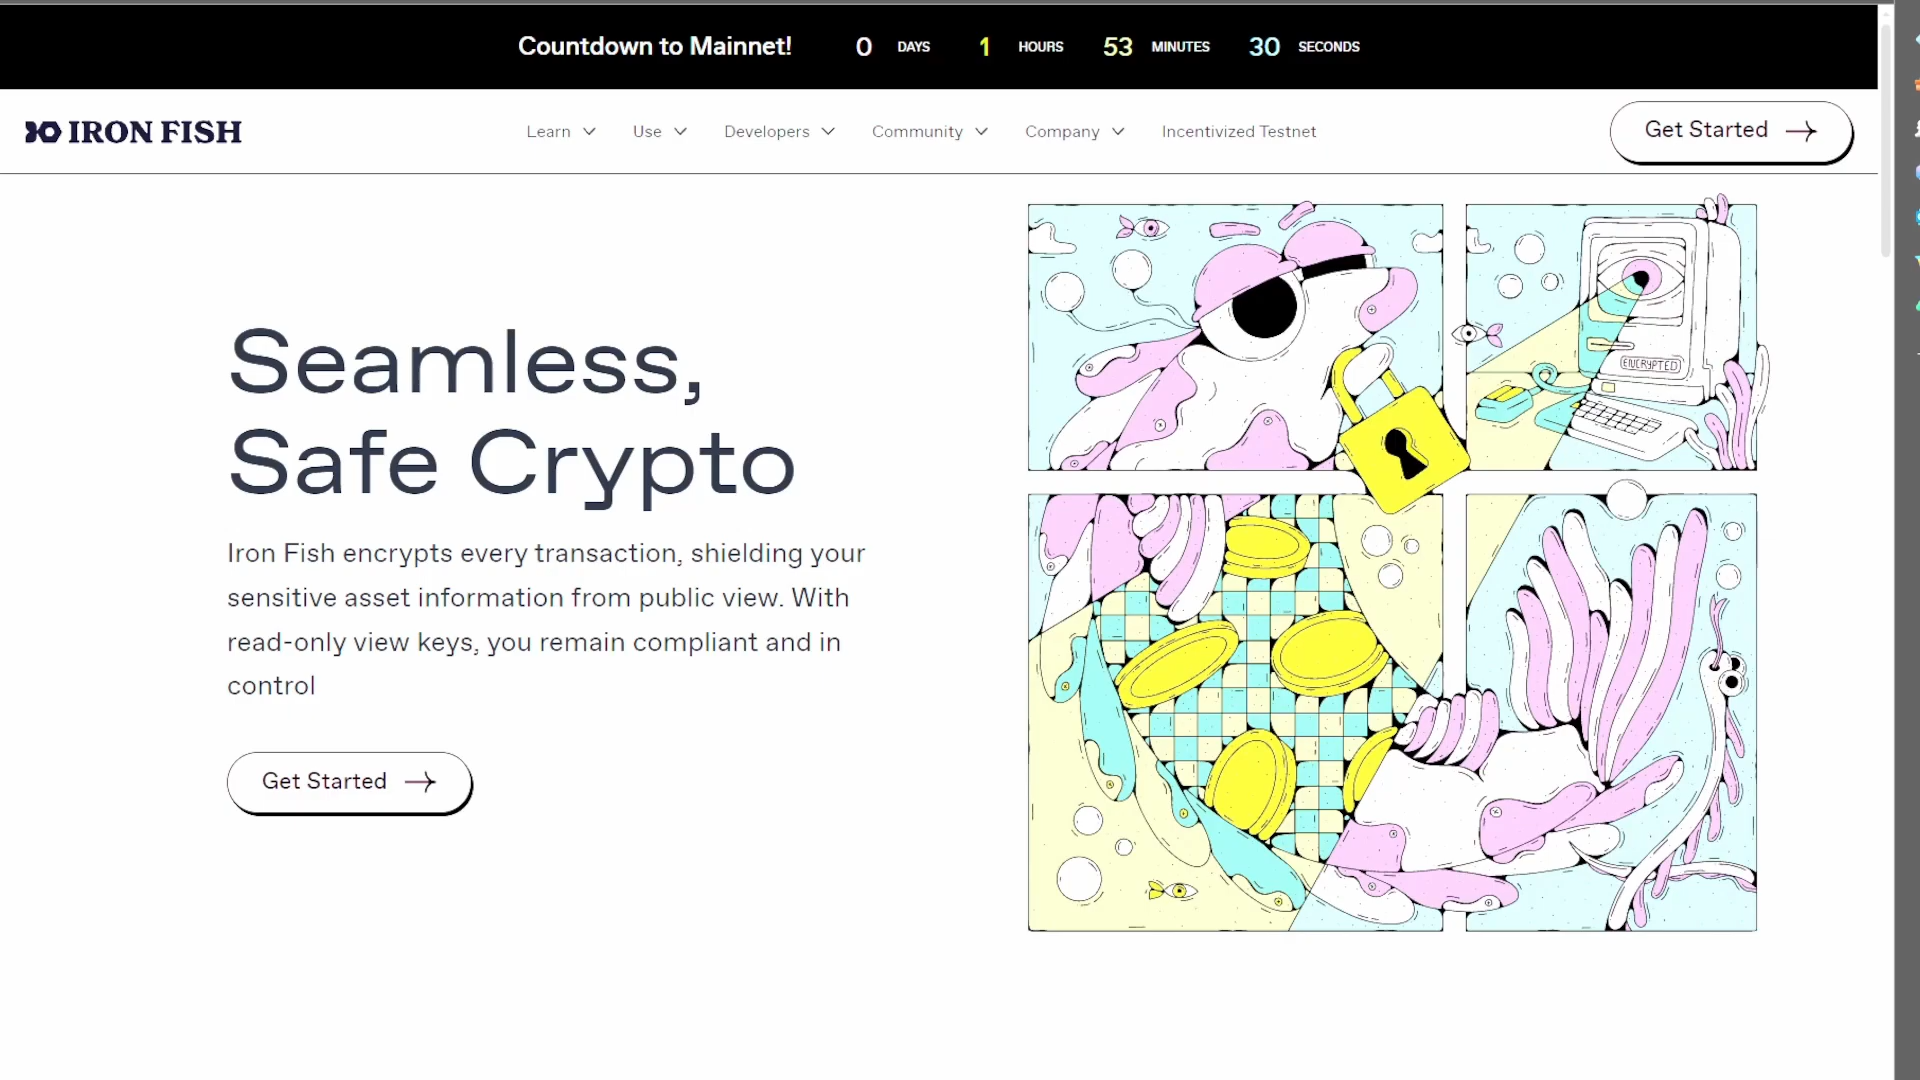 Countdown to Mainnet! 0 DAYS 1 HOURS 53 MINUTES 30 SECONDS
IRON FISH Learn Use Developers Community Company Incentivized Testnet Get Started
Seamless,
Safe Crypto
Iron Fish encrypts every transaction, shielding your
sensitive asset information from public view. With
read-only view keys, you remain compliant and in
control
Get Started
ENCRYPTED